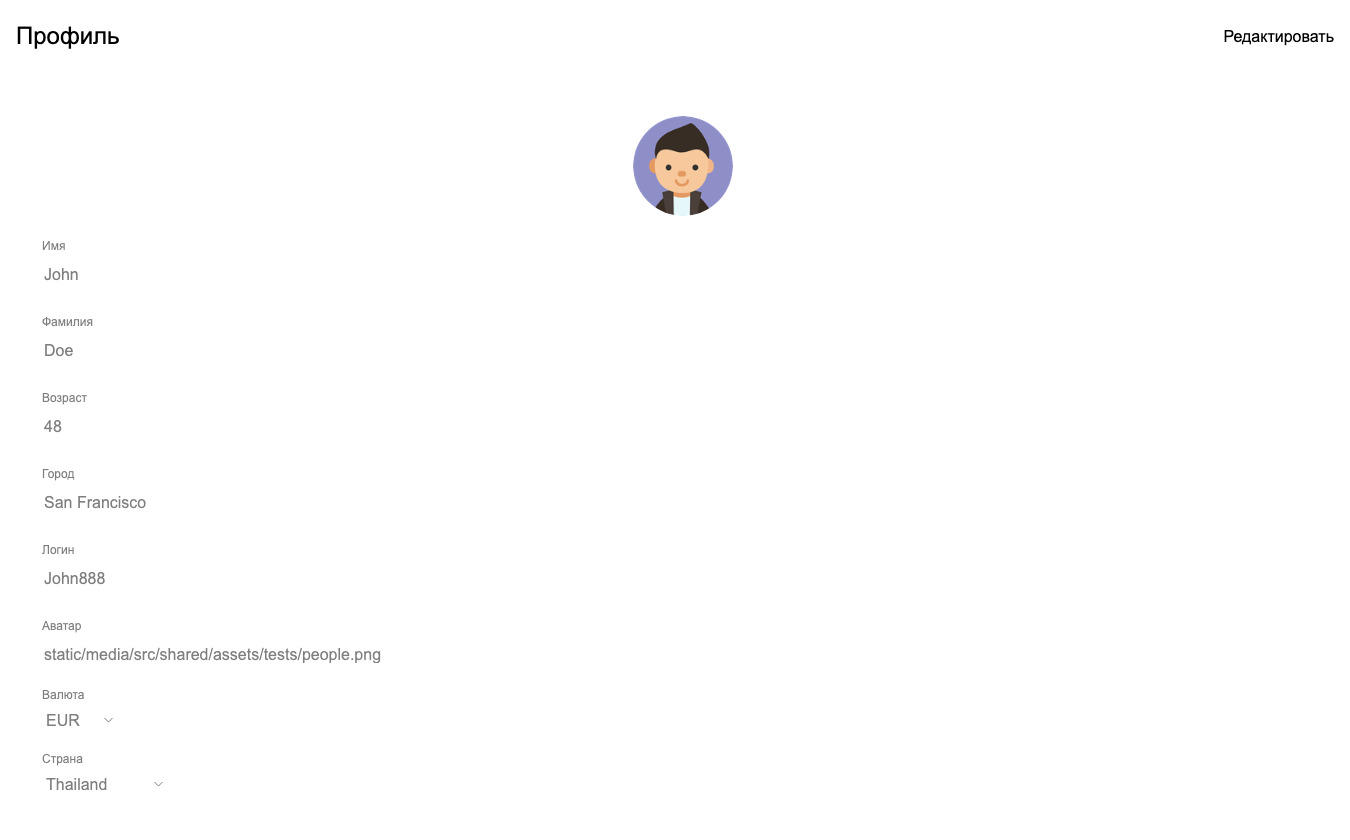 Профиль
Редактировать
Имя
John
Фамилия
Doe
Возраст
48
Город
San Francisco
Логин
John888
Аватар
static/media/src/shared/assets/tests/people.png
Валюта
EUR
Страна
Thailand